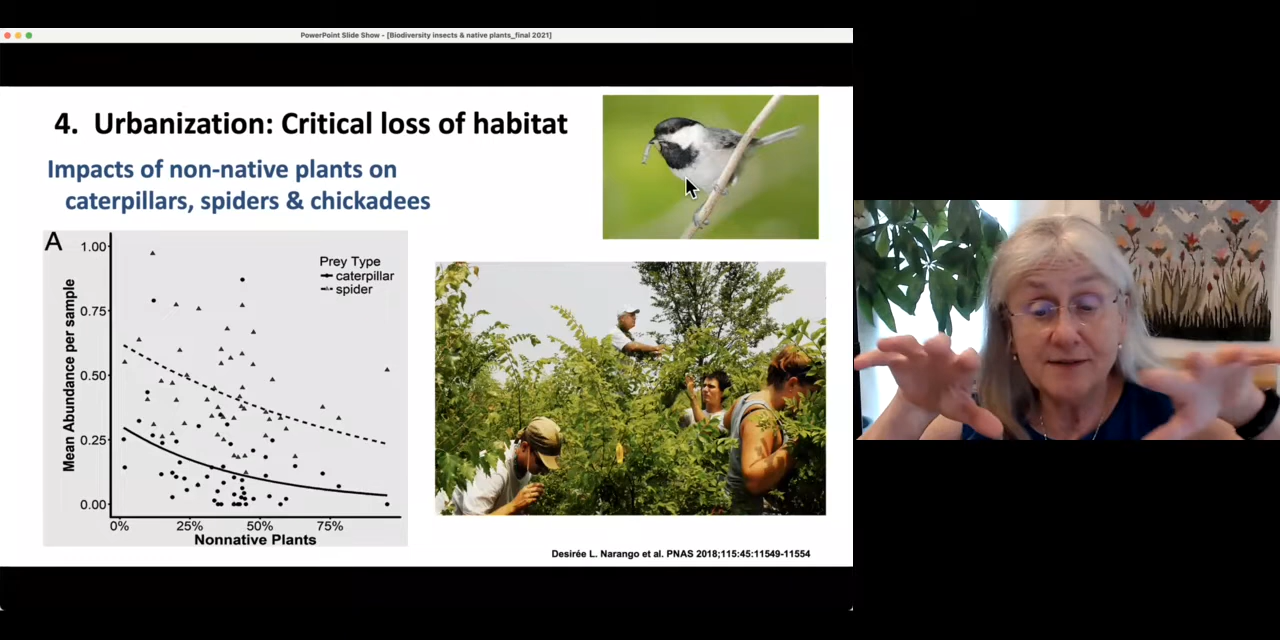 PowerPoint Slide Show - [Biodiversity insects & native plants_final 2021]
4. Urbanization: Critical loss of habitat
Impacts of non-native plants on
caterpillars, spiders & chickadees
A
Prey Type
caterpillar
spider
Mean Abundance per sample
1.00
0.75
0.50
0.25
0.00
0%
25%
50%
75%
Nonnative Plants
Desirée L. Narango et al. PNAS 2018;115:45:11549-11554